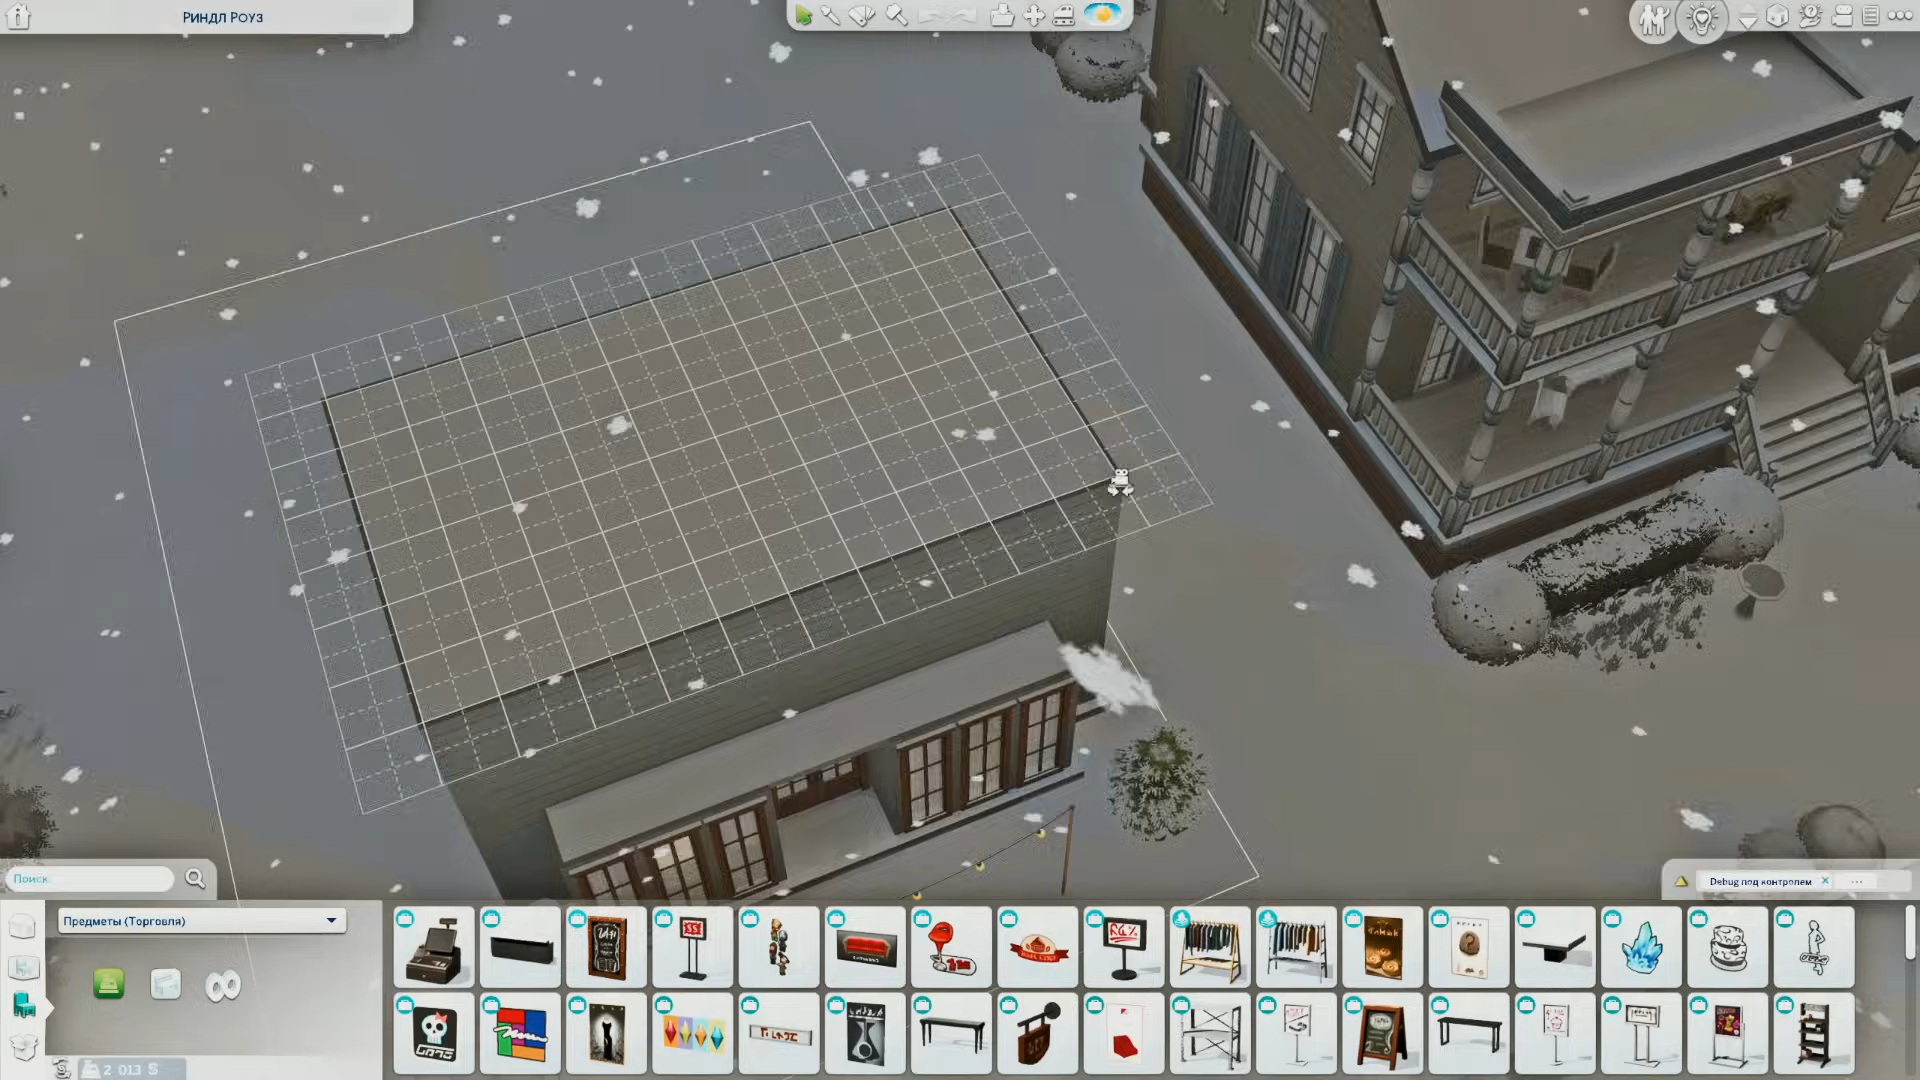 Риндл Роуз
Поиск
Debug под контролем
...
Предметы (Торговля)
2 013 S